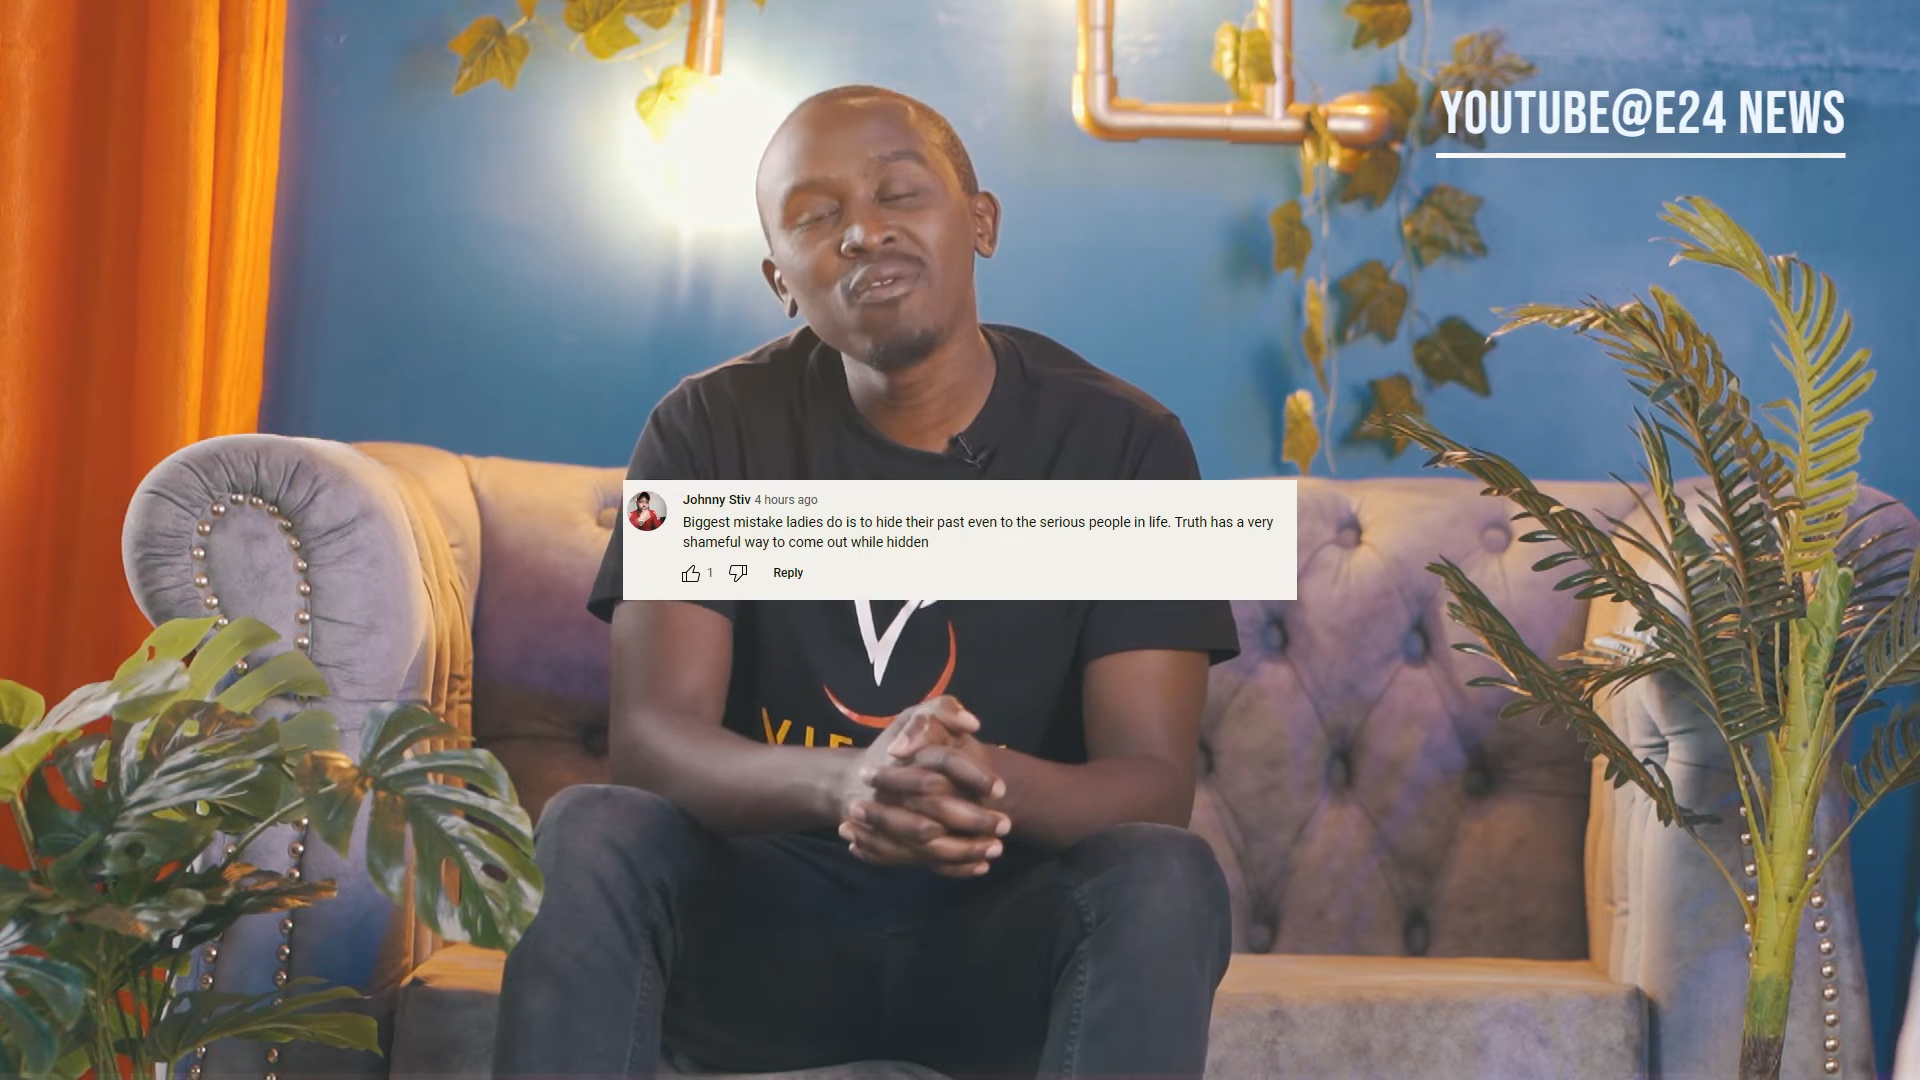 YOUTUBE@E24 NEWS
Johnny Stiv 4 hours ago
Biggest mistake ladies do is to hide their past even to the serious people in life. Truth has a very
shameful way to come out while hidden
1 Reply